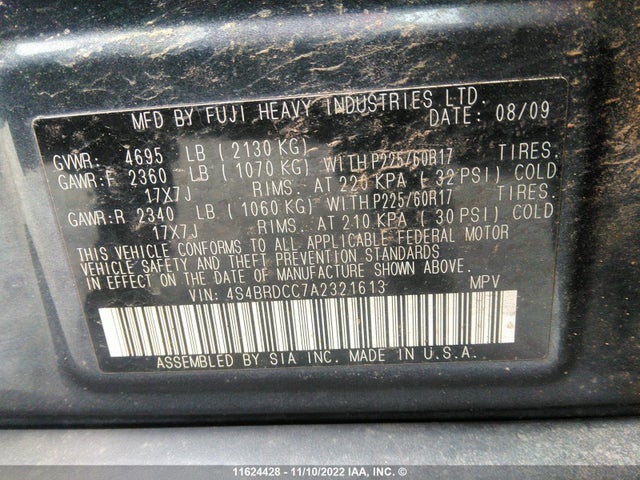 MFD BY FUJI HEAVY INDUSTRIES LTD.
DATE: 08/09
GVWR: 4695 LB (2130 KG)
GAWR:F 2360 LB (1070 KG) WITH P225/60R17 TIRES.
17X7J RIMS. AT 220 KPA (32 PSI) COLD
GAWR:R 2340 LB (1060 KG) WITH P225/60R17 TIRES.
17X7J RIMS. AT 210 KPA (30 PSI) COLD
THIS VEHICLE CONFORMS TO ALL APPLICABLE FEDERAL MOTOR
VEHICLE SAFETY AND THEFT PREVENTION STANDARDS
IN EFFECT ON THE DATE OF MANUFACTURE SHOWN ABOVE.
VIN: 4S4BRDCC7A2321613 MPV
ASSEMBLED BY SIA INC. MADE IN U.S.A.
11624428 - 11/10/2022 IAA, INC. ©